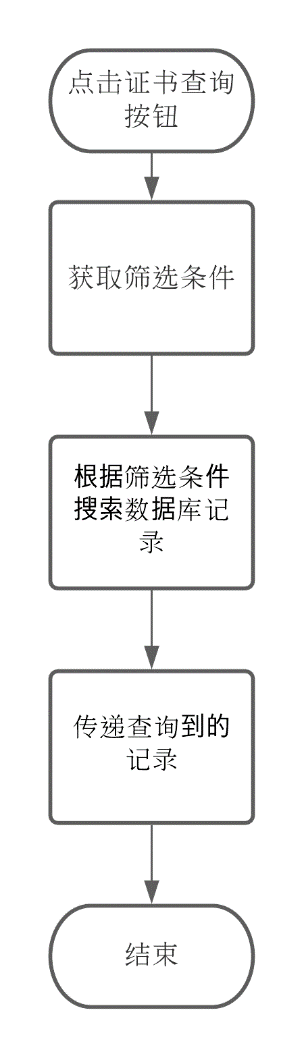 点击证书查询
按钮
获取筛选条件
根据筛选条件
搜索数据库记
录
传递查询到的
记录
结束